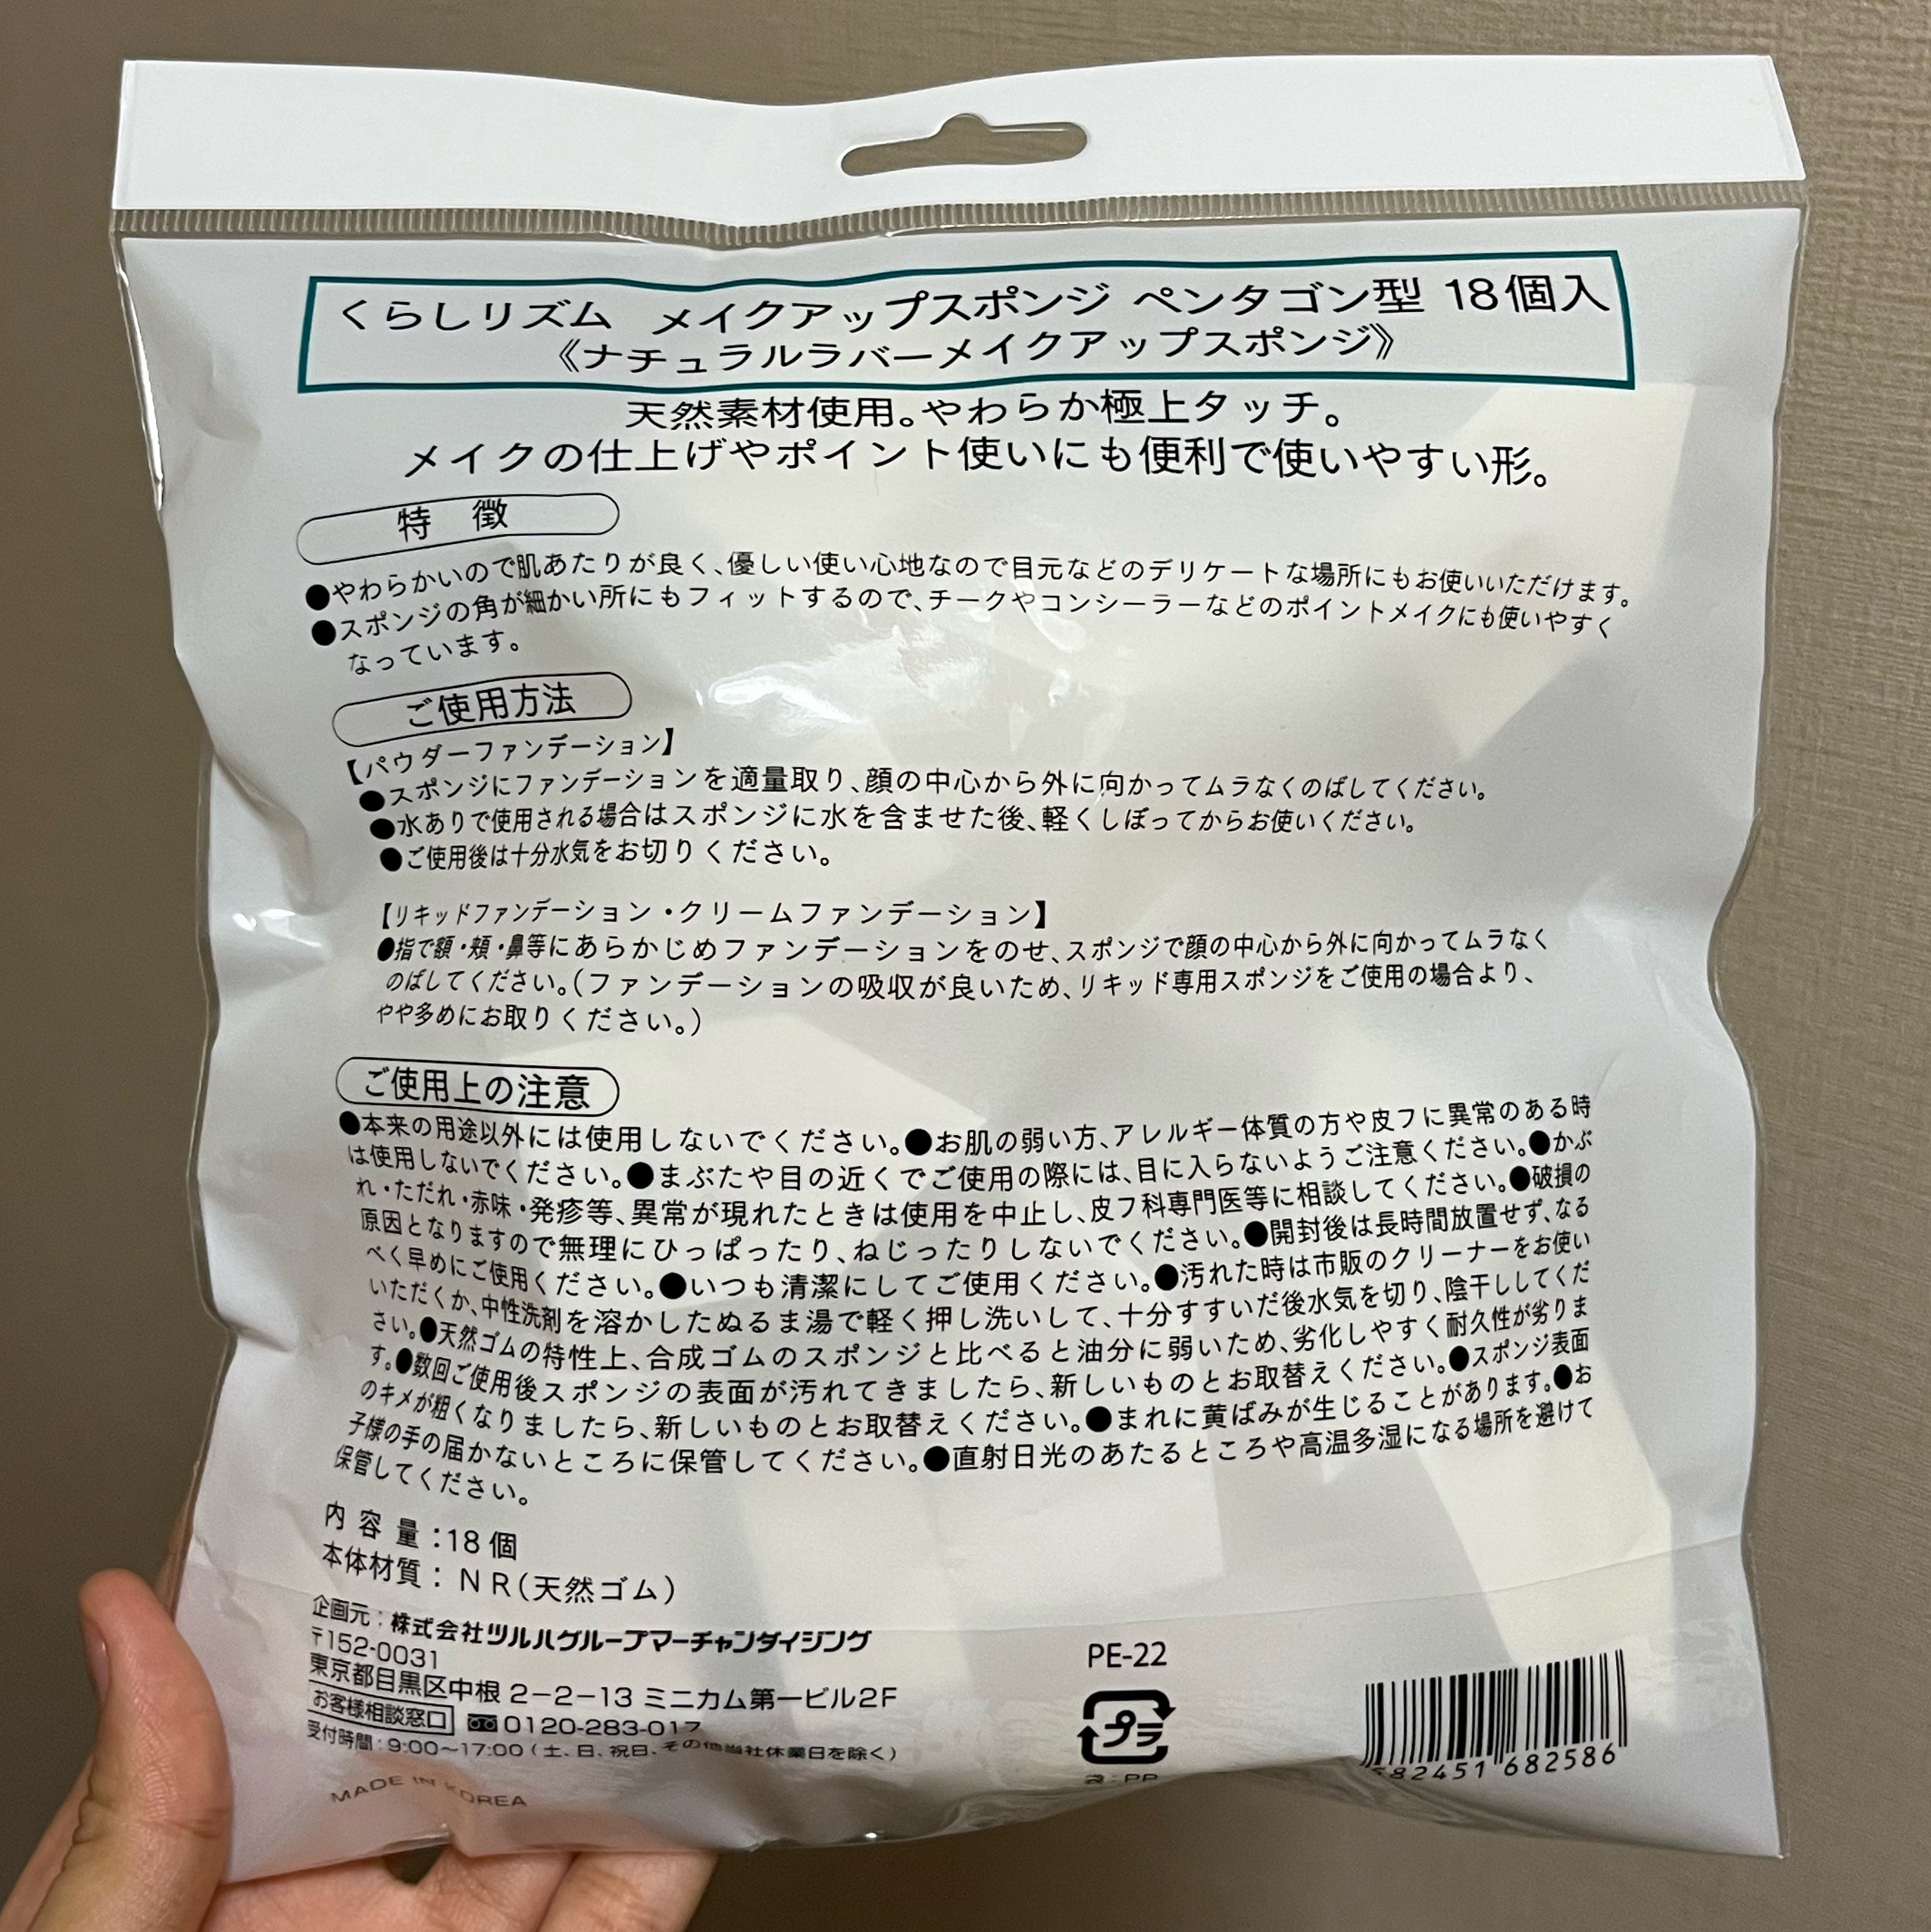 くらしリズム メイクアップスポンジ ペンタゴン型 18個入
《ナチュラルラバーメイクアップスポンジ》
天然素材使用。やわらか極上タッチ。
メイクの仕上げやポイント使いにも便利で使いやすい形。
特 徴
●やわらかいので肌あたりが良く、優しい使い心地なので目元などのデリケートな場所にもお使いいただけます。
●スポンジの角が細かい所にもフィットするので、チークやコンシーラーなどのポイントメイクにも使いやすく
なっています。
ご使用方法
【パウダーファンデーション】
●スポンジにファンデーションを適量取り、顔の中心から外に向かってムラなくのばしてください。
●水ありで使用される場合はスポンジに水を含ませた後、軽くしぼってからお使いください。
●ご使用後は十分水気をお切りください。
【リキッドファンデーション・クリームファンデーション】
●指で額・頬・鼻等にあらかじめファンデーションをのせ、スポンジで顔の中心から外に向かってムラなく
のばしてください。(ファンデーションの吸収が良いため、リキッド専用スポンジをご使用の場合より、
やや多めにお取りください。)
ご使用上の注意
●本来の用途以外には使用しないでください。●お肌の弱い方、アレルギー体質の方や皮フに異常のある時
は使用しないでください。●まぶたや目の近くでご使用の際には、目に入らないようご注意ください。●かぶ
れ・ただれ・赤味・発疹等、異常が現れたときは使用を中止し、皮フ科専門医等に相談してください。●破損の
原因となりますので無理にひっぱったり、ねじったりしないでください。●開封後は長時間放置せず、なる
べく早めにご使用ください。●いつも清潔にしてご使用ください。●汚れた時は市販のクリーナーをお使い
いただくか、中性洗剤を溶かしたぬるま湯で軽く押し洗いして、十分すすいだ後水気を切り、陰干ししてくだ
さい。●天然ゴムの特性上、合成ゴムのスポンジと比べると油分に弱いため、劣化しやすく耐久性が劣りま
す。●数回ご使用後スポンジの表面が汚れてきましたら、新しいものとお取替えください。●スポンジ表面
のキメが粗くなりましたら、新しいものとお取替えください。●まれに黄ばみが生じることがあります。●お
子様の手の届かないところに保管してください。●直射日光のあたるところや高温多湿になる場所を避けて
保管してください。
内容量:18個
本体材質:NR(天然ゴム)
企画元:株式会社ツルハグループマーチャンダイジング
〒152-0031
東京都目黒区中根 2-2-13 ミニカム第一ビル2F
お客様相談窓口 0120-283-017
受付時間:9:00~17:00(土、日、祝日、その他当社休業日を除く)
MADE IN KOREA
PE-22
プラ
袋:PP
582451 682586